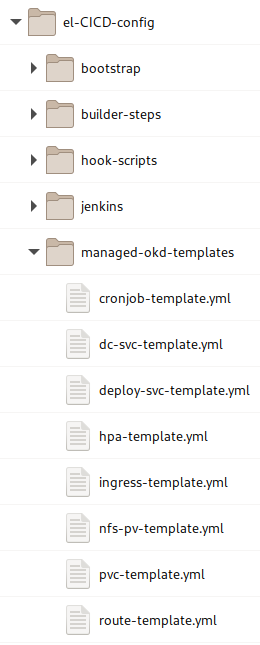 el-CICD-config
bootstrap
builder-steps
hook-scripts
jenkins
managed-okd-templates
cronjob-template.yml
dc-svc-template.yml
deploy-svc-template.yml
hpa-template.yml
ingress-template.yml
nfs-pv-template.yml
pvc-template.yml
route-template.yml